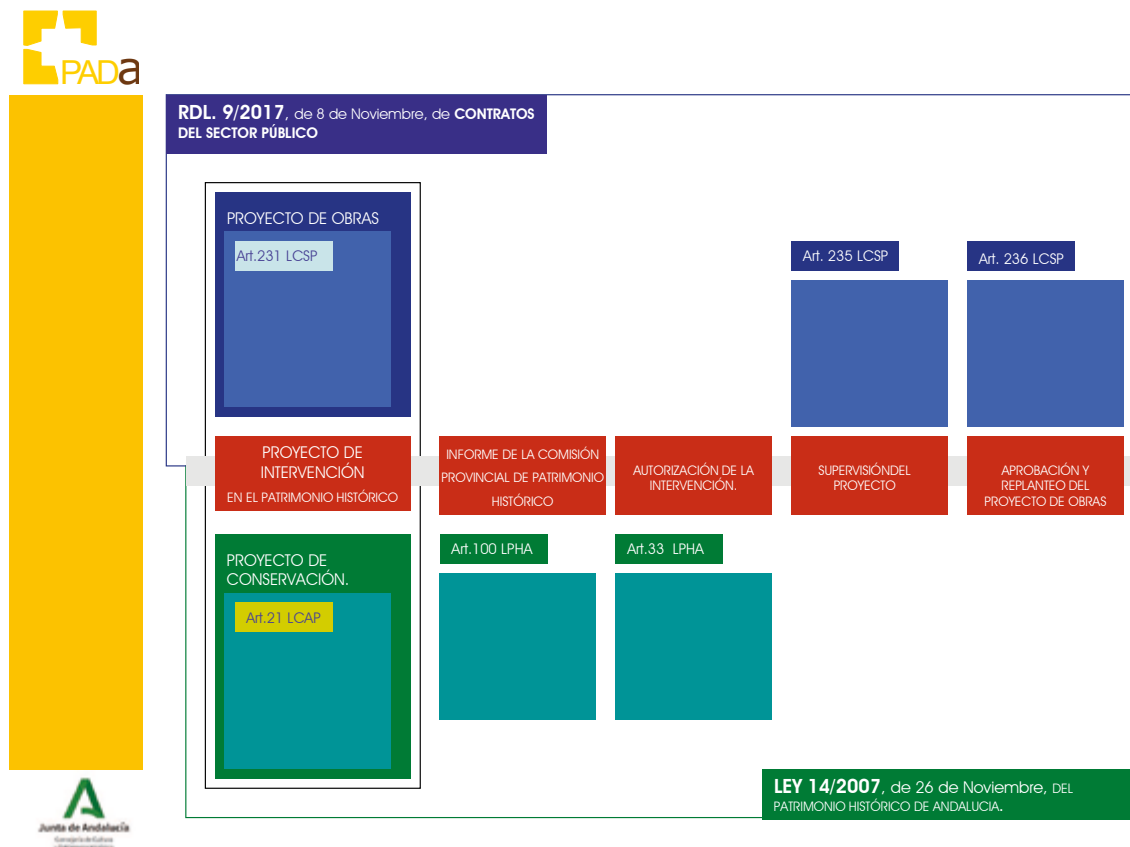 PADa
RDL. 9/2017, de 8 de Noviembre, de CONTRATOS
DEL SECTOR PÚBLICO
PROYECTO DE OBRAS
Art.231 LCSP
Art. 235 LCSP
Art. 236 LCSP
PROYECTO DE
INTERVENCIÓN
EN EL PATRIMONIO HISTÓRICO
INFORME DE LA COMISIÓN
PROVINCIAL DE PATRIMONIO
HISTÓRICO
AUTORIZACIÓN DE LA
INTERVENCIÓN.
SUPERVISIÓNDEL
PROYECTO
APROBACIÓN Y
REPLANTEO DEL
PROYECTO DE OBRAS
PROYECTO DE
CONSERVACIÓN.
Art.21 LCAP
Art.100 LPHA
Art.33 LPHA
LEY 14/2007, de 26 de Noviembre, DEL
PATRIMONIO HISTÓRICO DE ANDALUCIA.
Junta de Andalucía
Consejería de Cultura